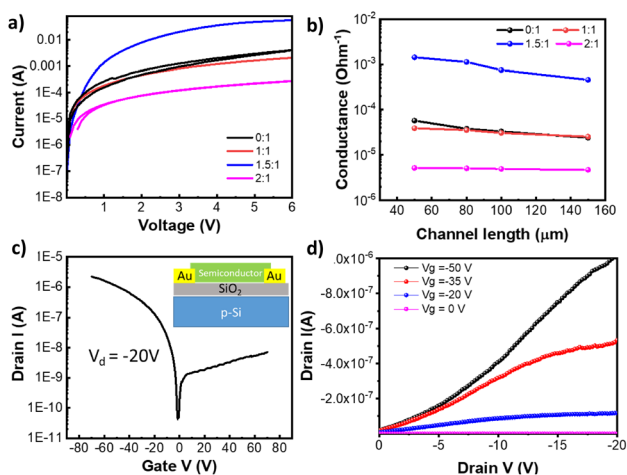 a)
Current (A)
0.01
0.001
1E-4
1E-5
1E-6
1E-7
1E-8
0
1
2
3
4
5
6
Voltage (V)
0:1
1:1
1.5:1
2:1
b)
Conductance (Ohm⁻¹)
10⁻²
10⁻³
10⁻⁴
10⁻⁵
10⁻⁶
40
60
80
100
120
140
160
Channel length (μm)
0:1
1:1
1.5:1
2:1
c)
Drain I (A)
1E-5
1E-6
1E-7
1E-8
1E-9
1E-10
1E-11
-80
-60
-40
-20
0
20
40
60
80
Gate V (V)
V_d = -20V
Au
Semiconductor
Au
SiO₂
p-Si
d)
Drain I(A)
-1.0x10⁻⁶
-8.0x10⁻⁷
-6.0x10⁻⁷
-4.0x10⁻⁷
-2.0x10⁻⁷
0
-5
-10
-15
-20
Drain V (V)
Vg =-50 V
Vg =-35 V
Vg =-20 V
Vg = 0 V